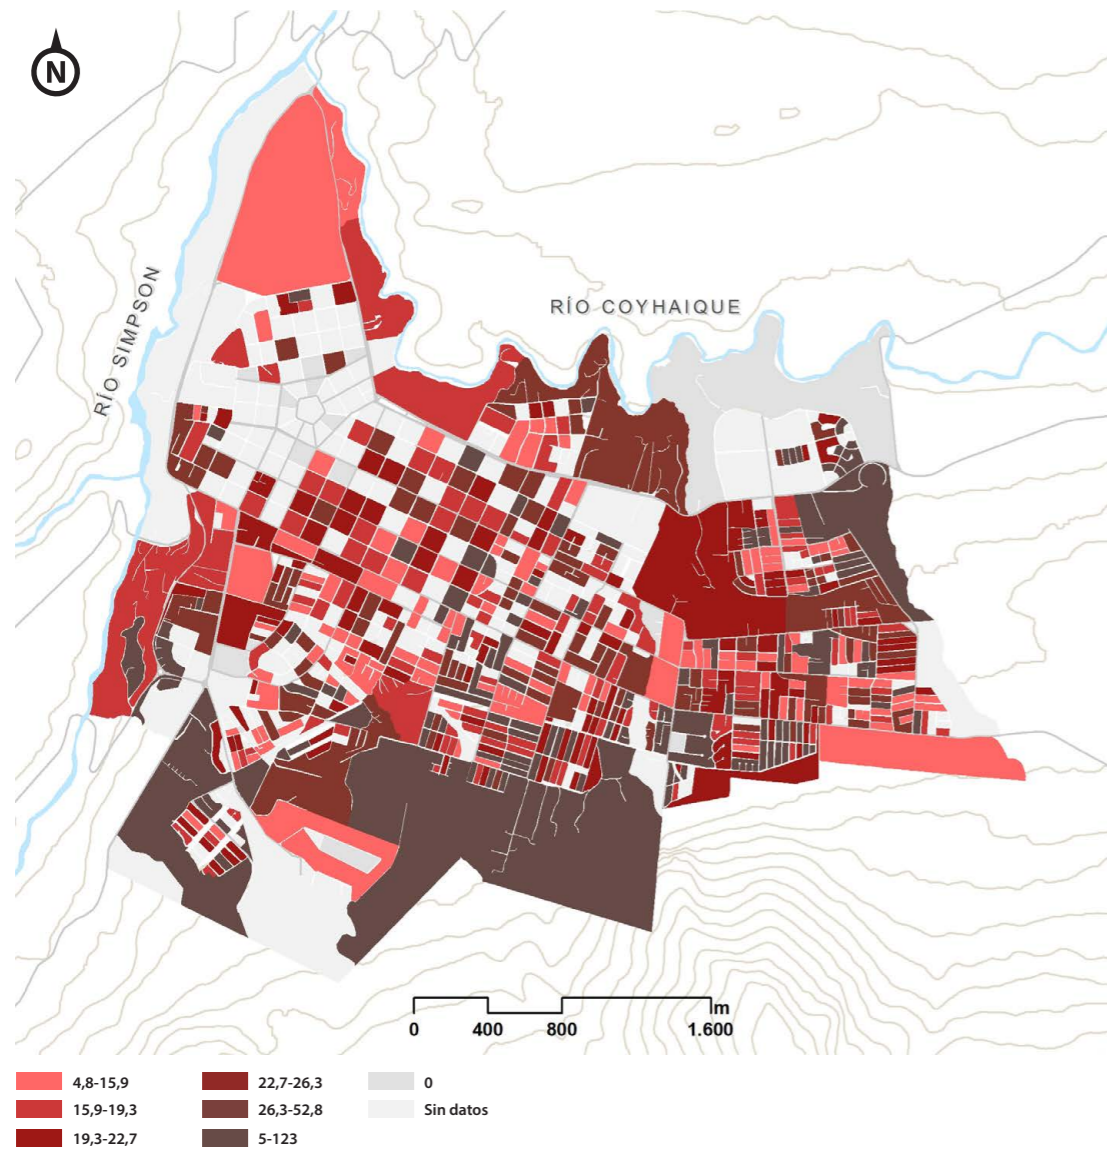 N
RÍO SIMPSON
RÍO COYHAIQUE
m
0 400 800 1.600
4,8-15,9 22,7-26,3 0
15,9-19,3 26,3-52,8 Sin datos
19,3-22,7 5-123